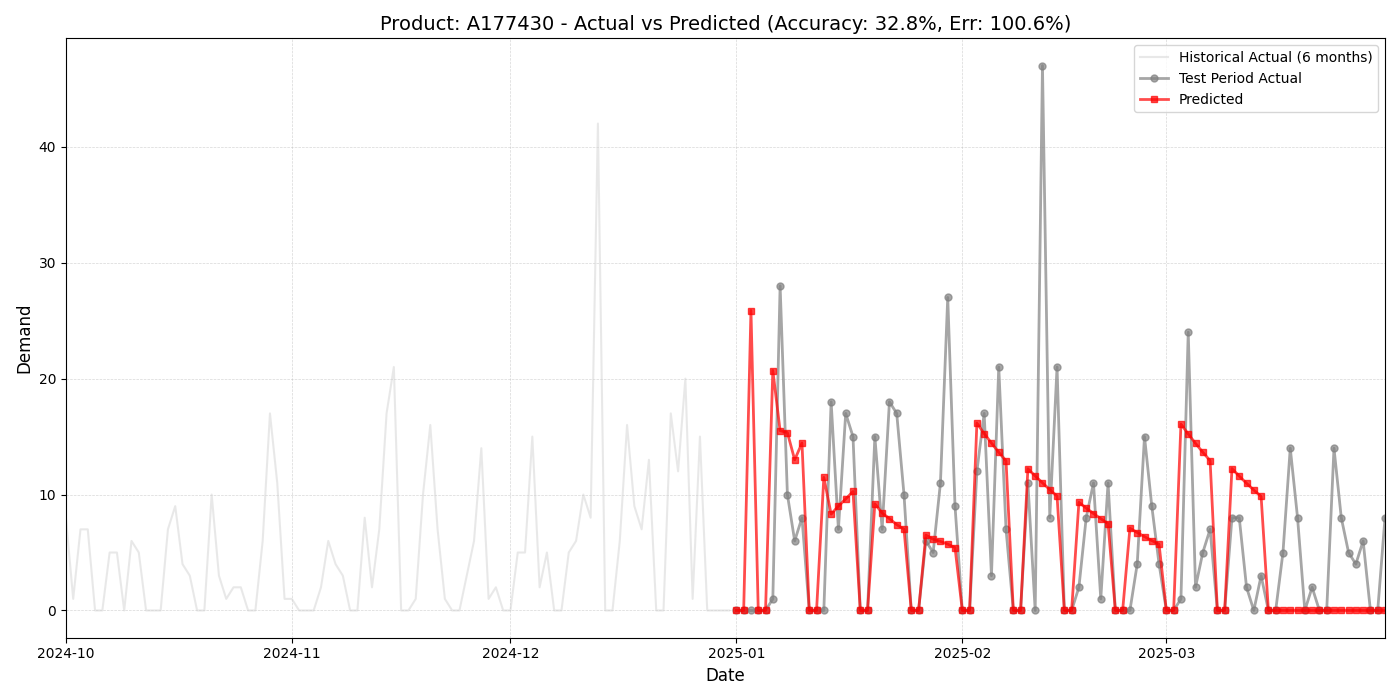 Product: A177430 - Actual vs Predicted (Accuracy: 32.8%, Err: 100.6%)
Historical Actual (6 months)
Test Period Actual
Predicted
Demand
40
30
20
10
0
2024-10
2024-11
2024-12
2025-01
2025-02
2025-03
Date